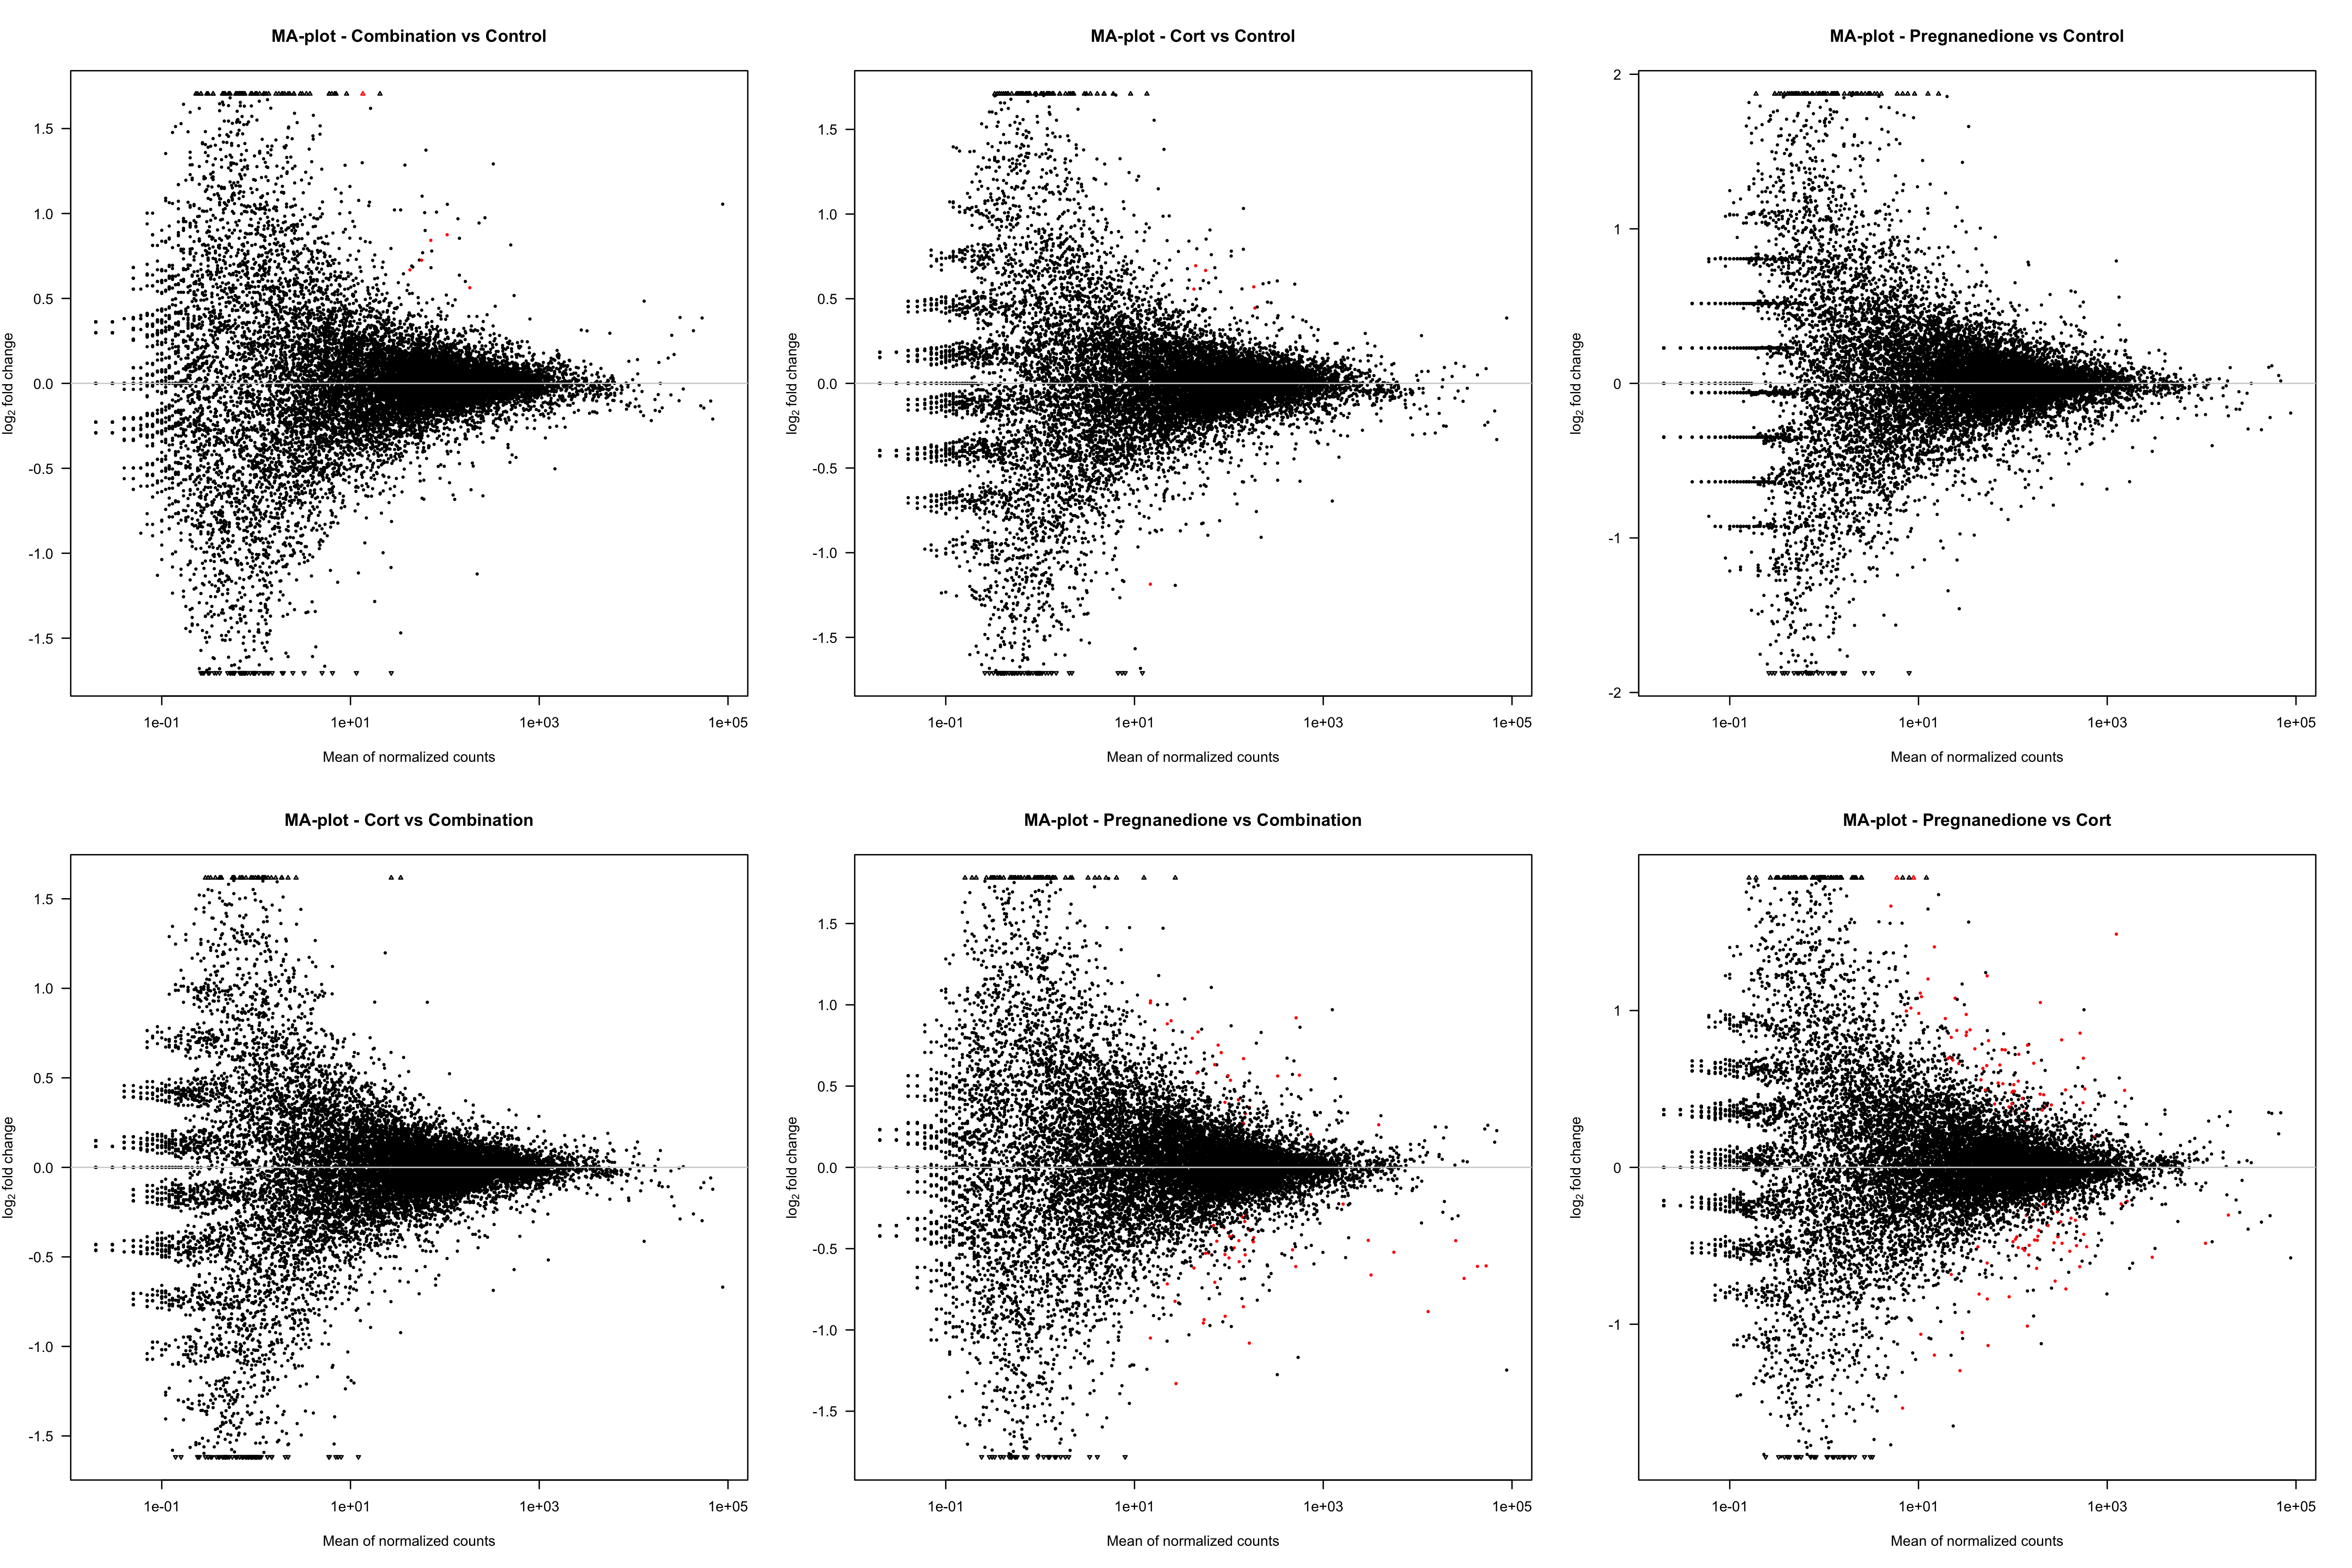 MA-plot - Combination vs Control
log2 fold change
1.5
1.0
0.5
0.0
-0.5
-1.0
-1.5
1e-01 1e+01 1e+03 1e+05
Mean of normalized counts
MA-plot - Cort vs Control
log2 fold change
1.5
1.0
0.5
0.0
-0.5
-1.0
-1.5
1e-01 1e+01 1e+03 1e+05
Mean of normalized counts
MA-plot - Pregnanedione vs Control
log2 fold change
2
1
0
-1
-2
1e-01 1e+01 1e+03 1e+05
Mean of normalized counts
MA-plot - Cort vs Combination
log2 fold change
1.5
1.0
0.5
0.0
-0.5
-1.0
-1.5
1e-01 1e+01 1e+03 1e+05
Mean of normalized counts
MA-plot - Pregnanedione vs Combination
log2 fold change
1.5
1.0
0.5
0.0
-0.5
-1.0
-1.5
1e-01 1e+01 1e+03 1e+05
Mean of normalized counts
MA-plot - Pregnanedione vs Cort
log2 fold change
1
0
-1
1e-01 1e+01 1e+03 1e+05
Mean of normalized counts